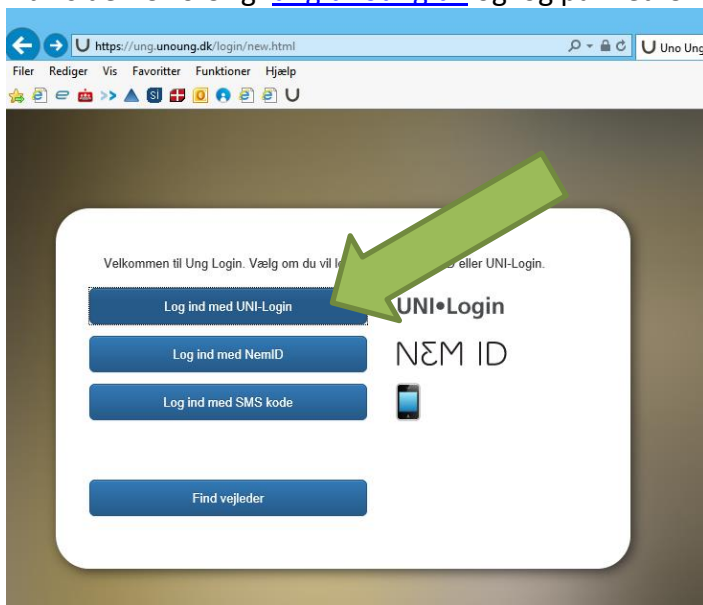 https://ung.unoung.dk/login/new.html
U Uno Ung
Filer Rediger Vis Favoritter Funktioner Hjælp
Velkommen til Ung Login. Vælg om du vil eller UNI-Login.
Log ind med UNI-Login
UNI•Login
Log ind med NemID
NEM ID
Log ind med SMS kode
Find vejleder